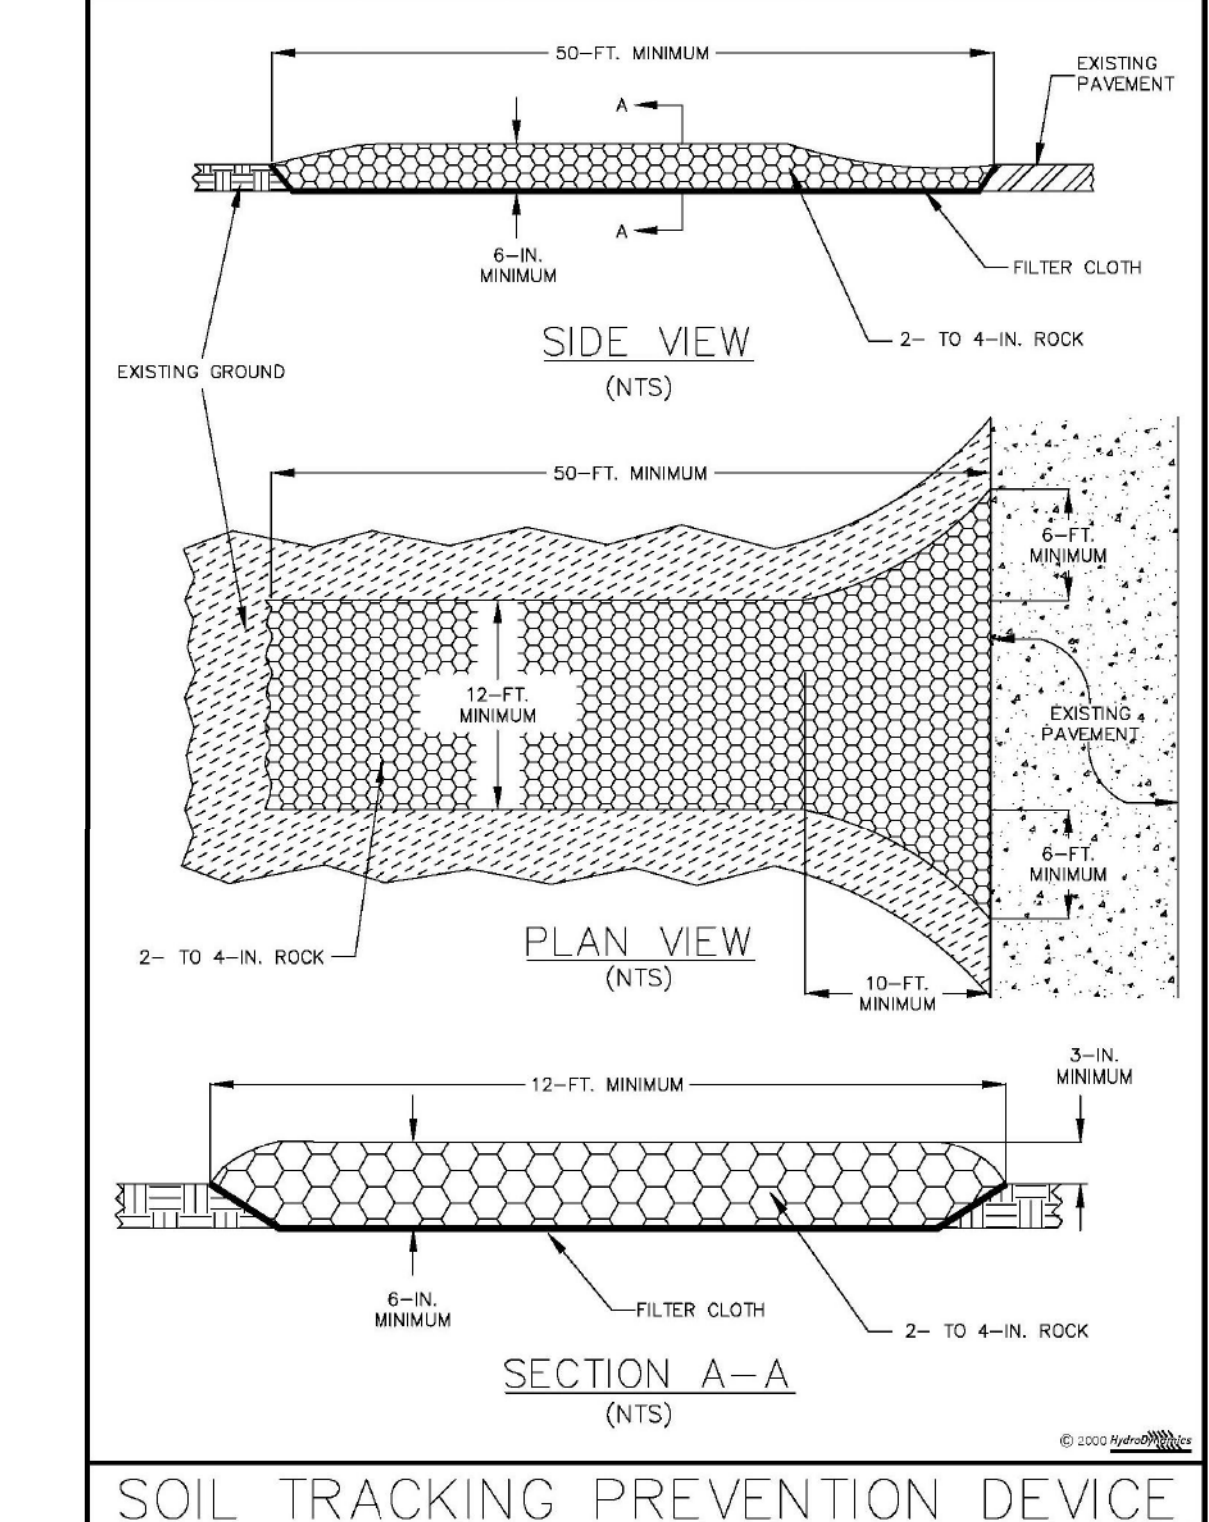 50-FT. MINIMUM
EXISTING
PAVEMENT
A
A
6-IN.
MINIMUM
FILTER CLOTH
SIDE VIEW
(NTS)
2- TO 4-IN. ROCK
EXISTING GROUND
50-FT. MINIMUM
6-FT.
MINIMUM
12-FT.
MINIMUM
EXISTING
PAVEMENT
6-FT.
MINIMUM
2- TO 4-IN. ROCK
PLAN VIEW
(NTS)
10-FT.
MINIMUM
3-IN.
MINIMUM
12-FT. MINIMUM
6-IN.
MINIMUM
FILTER CLOTH
2- TO 4-IN. ROCK
SECTION A-A
(NTS)
© 2000 HydroDynamics
SOIL TRACKING PREVENTION DEVICE